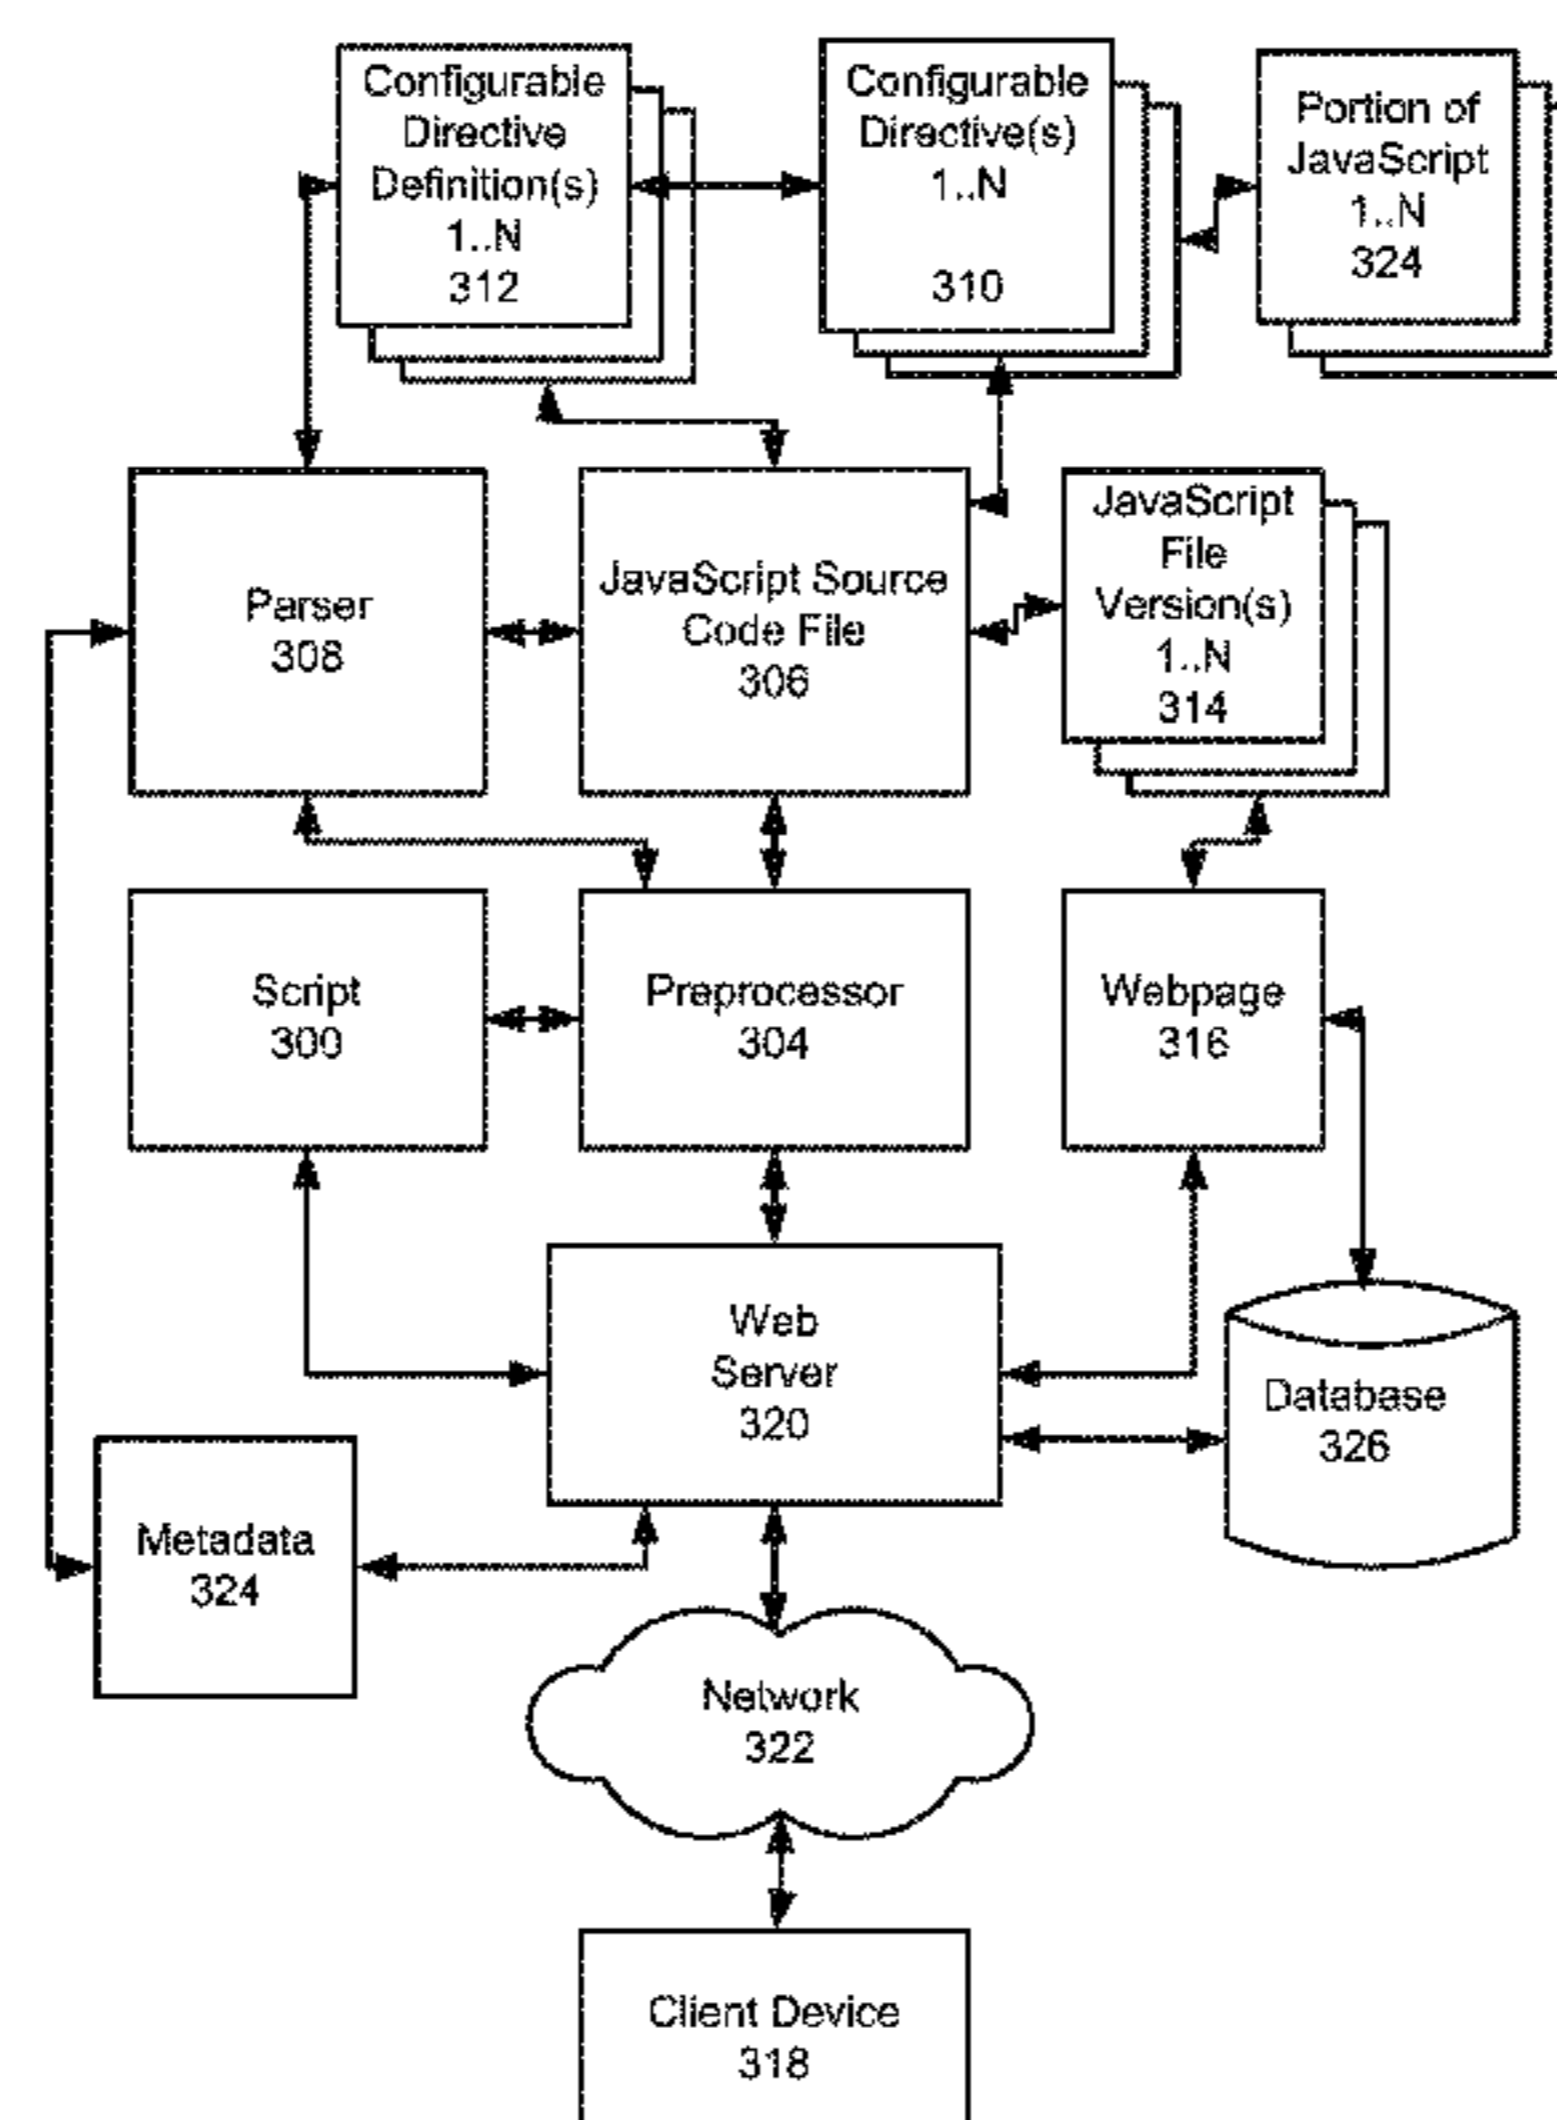 Configurable
Directive
Definition(s)
1..N
312
Configurable
Directive(s)
1..N
310
Portion of
JavaScript
1..N
324
Parser
308
JavaScript Source
Code File
306
JavaScript
File
Version(s)
1..N
314
Script
300
Preprocessor
304
Webpage
316
Web
Server
320
Database
326
Metadata
324
Network
322
Client Device
318